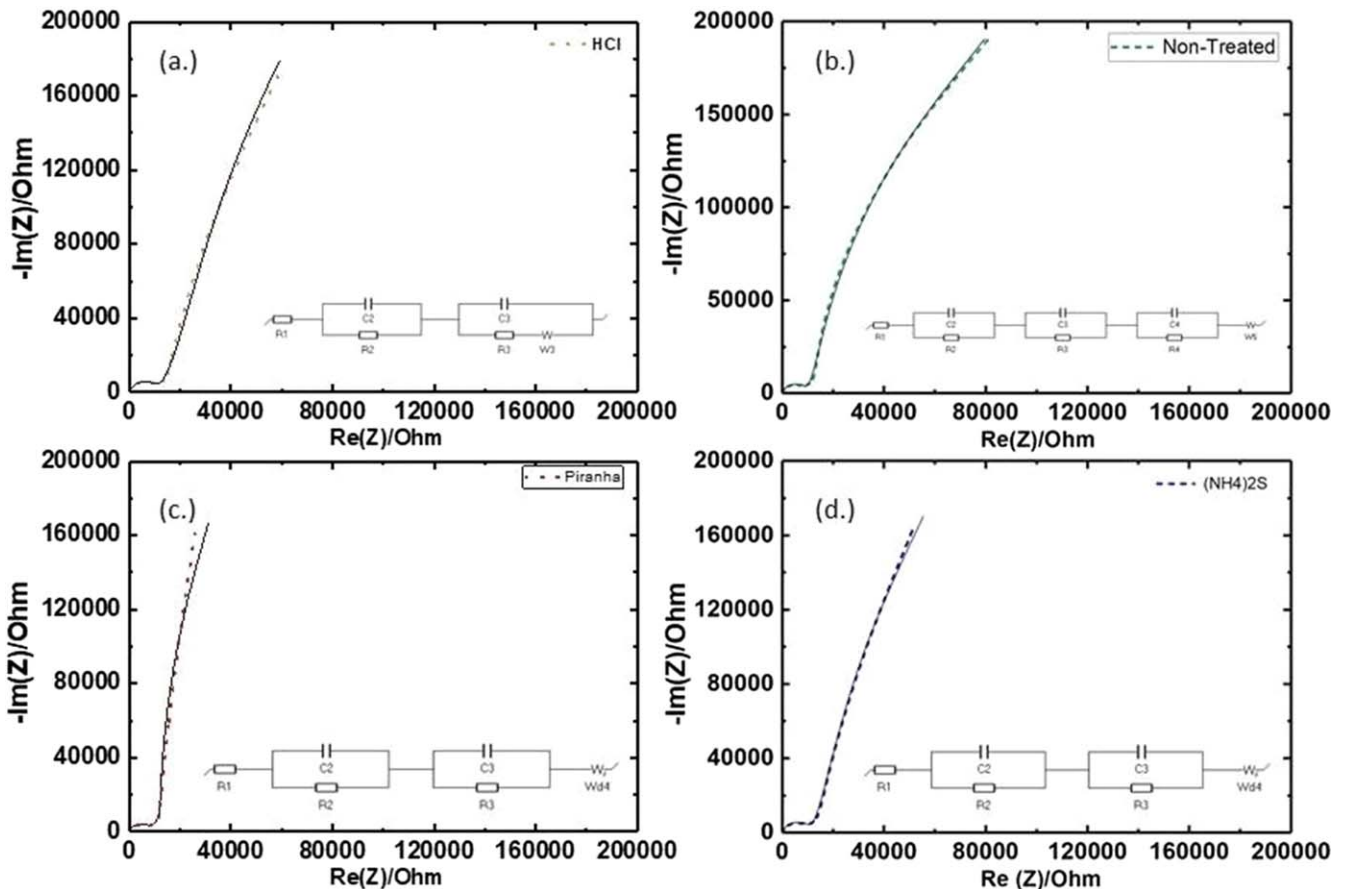 200000
180000
160000
120000
80000
40000
0
-Im(Z)/Ohm
(a.)
HCl
R1
C2
R2
C3
R3
W3
0 40000 80000 120000 160000 200000
Re(Z)/Ohm
200000
150000
100000
50000
0
-Im(Z)/Ohm
(b.)
Non-Treated
R1
C2
R2
C3
R3
C4
R4
W5
0 40000 80000 120000 160000 200000
Re(Z)/Ohm
200000
160000
120000
80000
40000
0
-Im(Z)/Ohm
(c.)
Piranha
R1
C2
R2
C3
R3
Wd4
0 40000 80000 120000 160000 200000
Re(Z)/Ohm
200000
160000
120000
80000
40000
0
-Im(Z)/Ohm
(d.)
(NH4)2S
R1
C2
R2
C3
R3
Wd4
0 40000 80000 120000 160000 200000
Re (Z)/Ohm